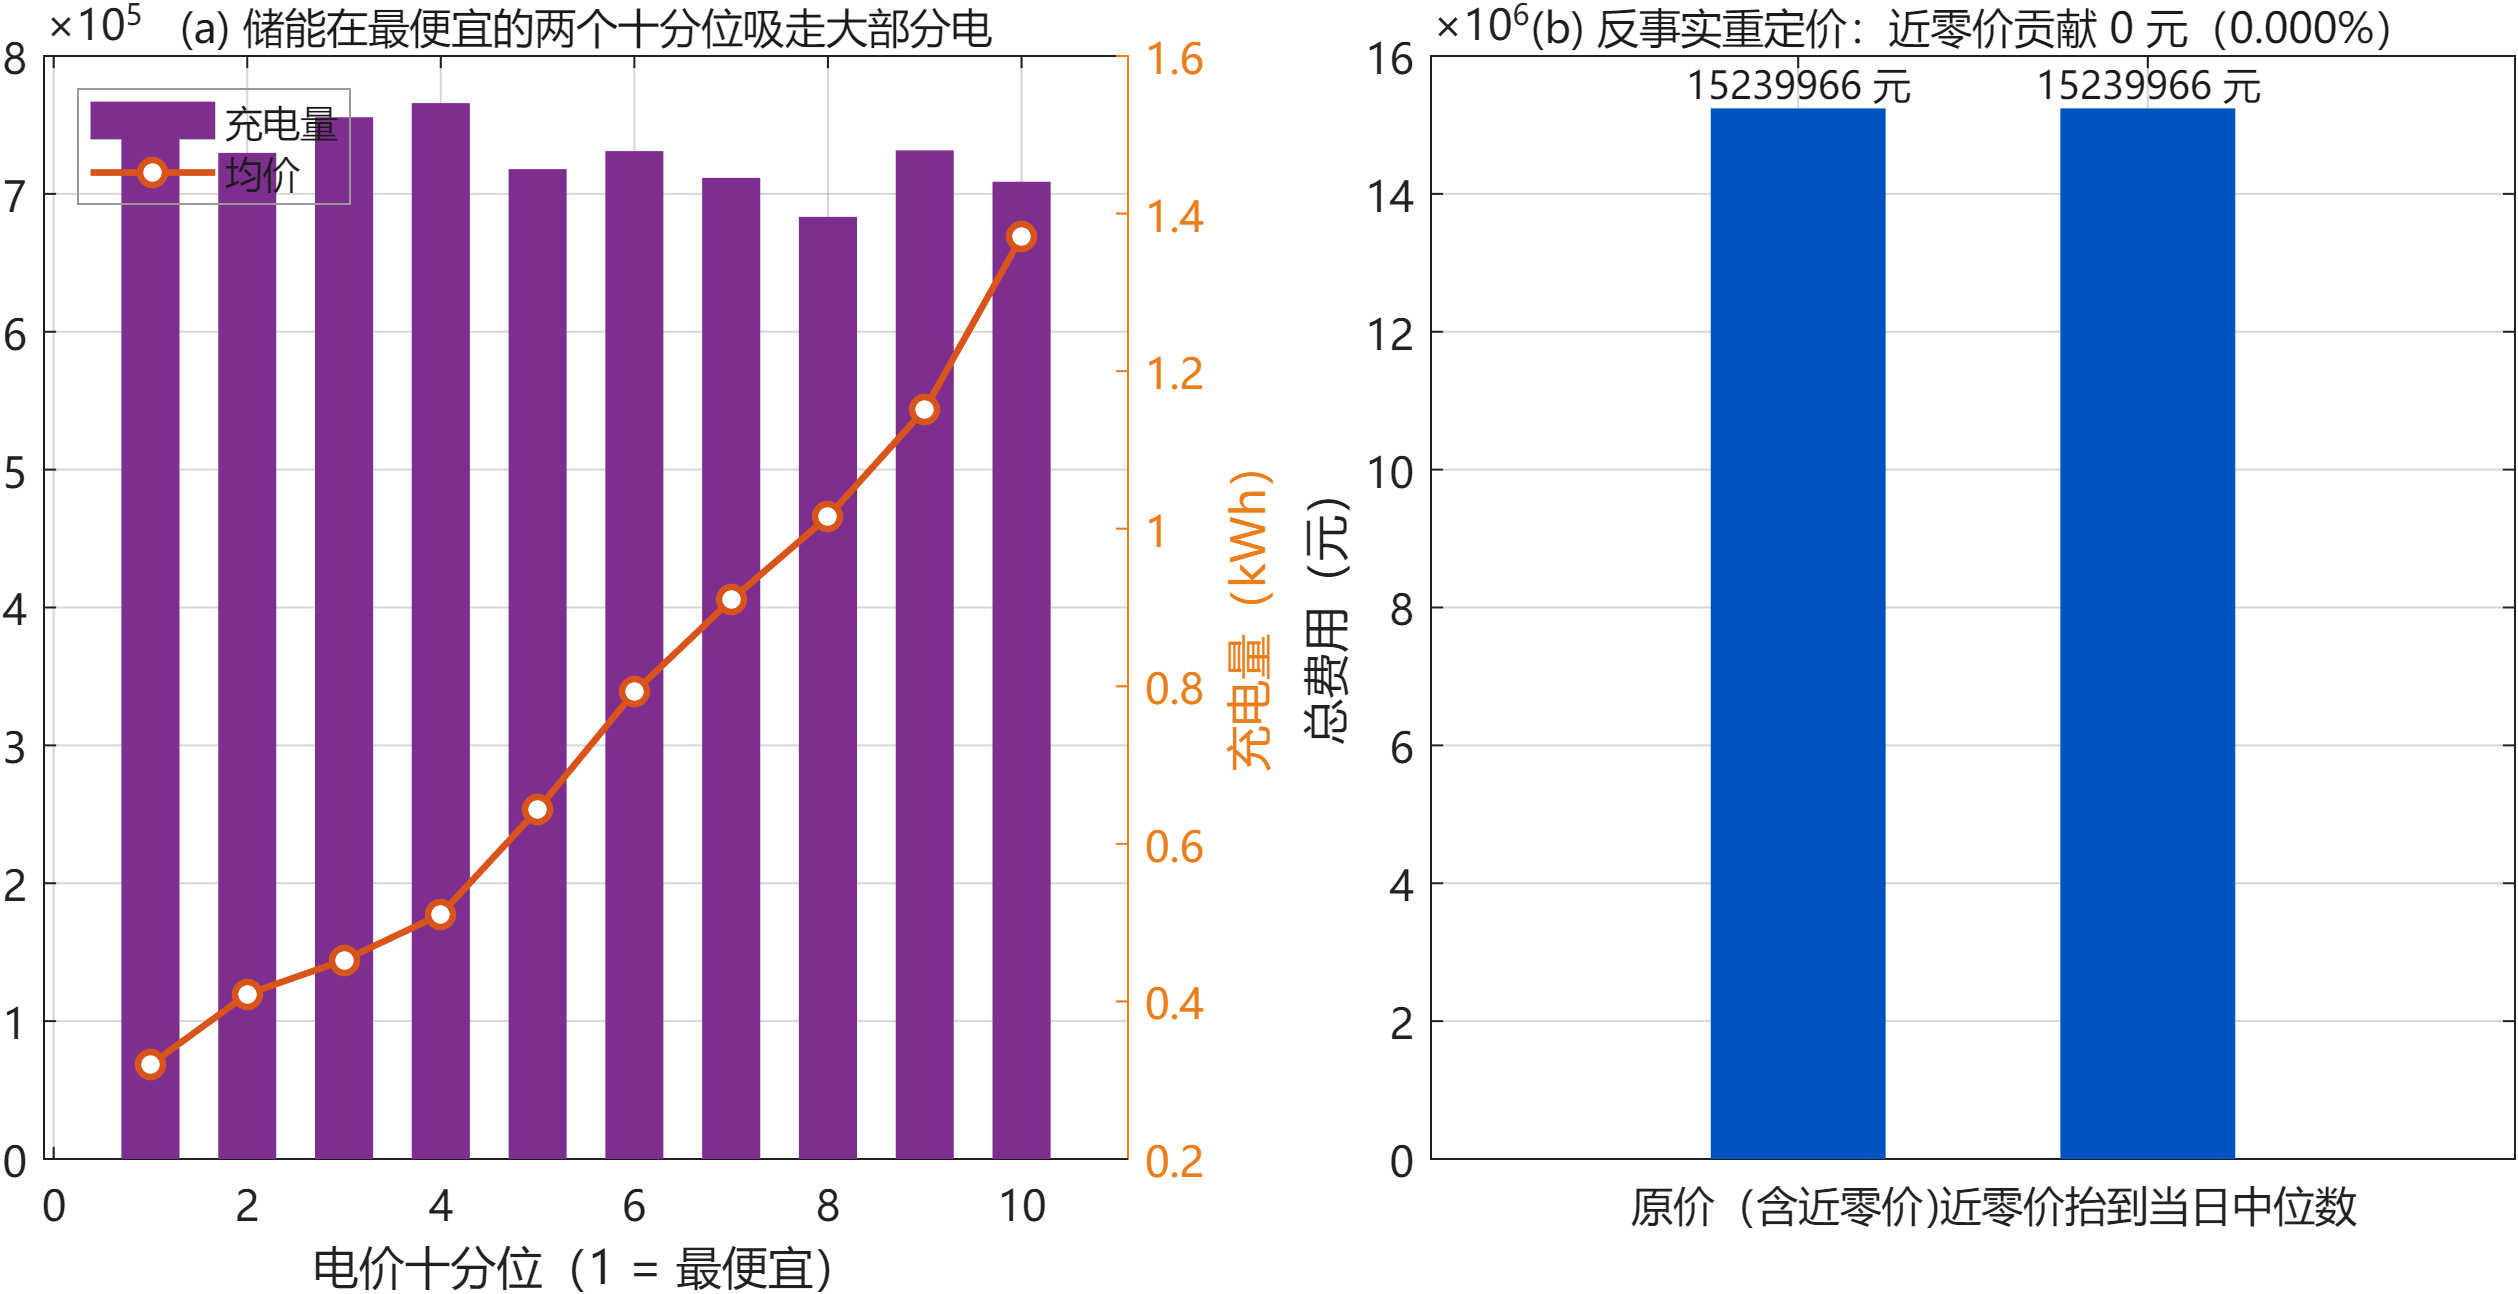 ×10⁵ (a) 储能在最便宜的两个十分位吸走大部分电
8
7
6
5
4
3
2
1
0
充电量
均价
1.6
1.4
1.2
1
0.8
0.6
0.4
0.2
充电量（kWh）
0 2 4 6 8 10
电价十分位（1 = 最便宜）
×10⁶(b) 反事实重定价：近零价贡献 0 元（0.000%）
16
14
12
10
8
6
4
2
0
总费用（元）
15239966 元 15239966 元
原价（含近零价)近零价抬到当日中位数